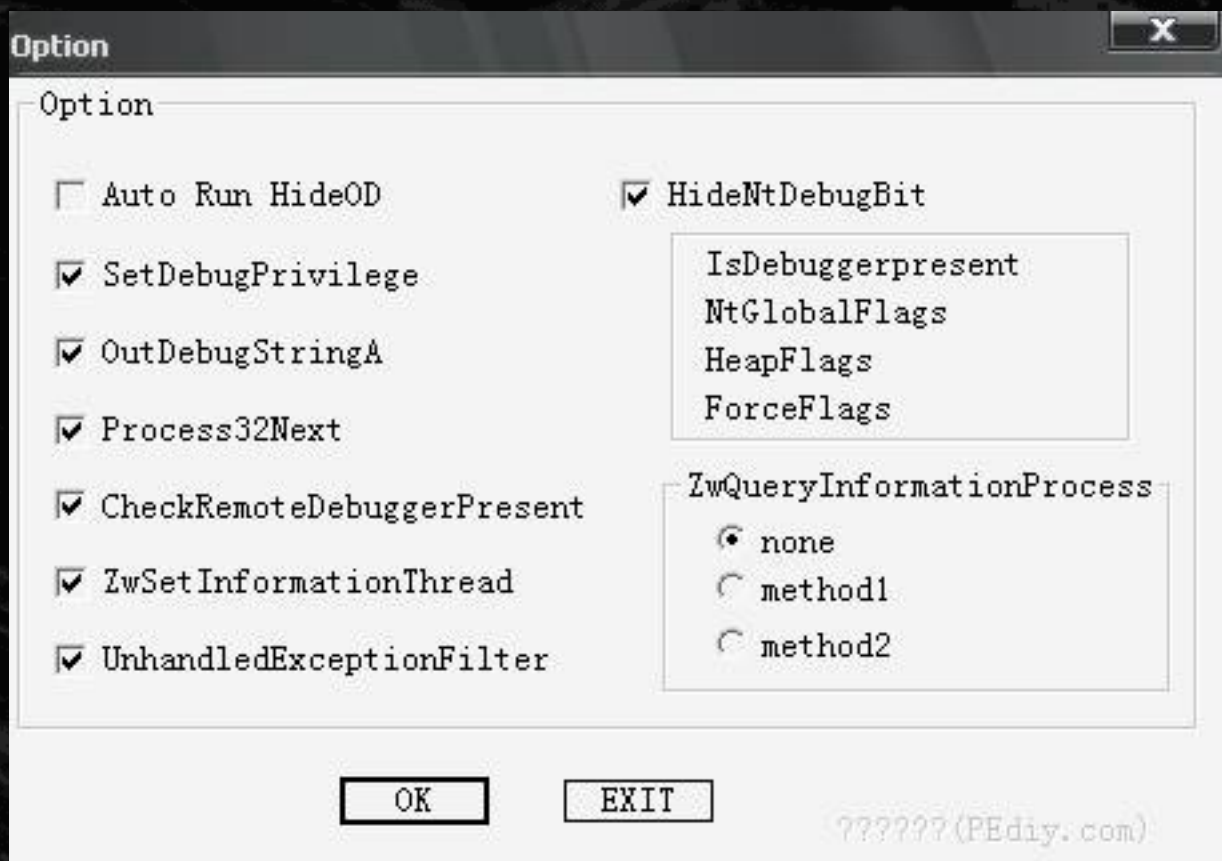 Option
Option
Auto Run HideOD
SetDebugPrivilege
OutDebugStringA
Process32Next
CheckRemoteDebuggerPresent
ZwSetInformationThread
UnhandledExceptionFilter
HideNtDebugBit
IsDebuggerpresent
NtGlobalFlags
HeapFlags
ForceFlags
ZwQueryInformationProcess
none
method1
method2
OK EXIT
??????(PEdiy.com)